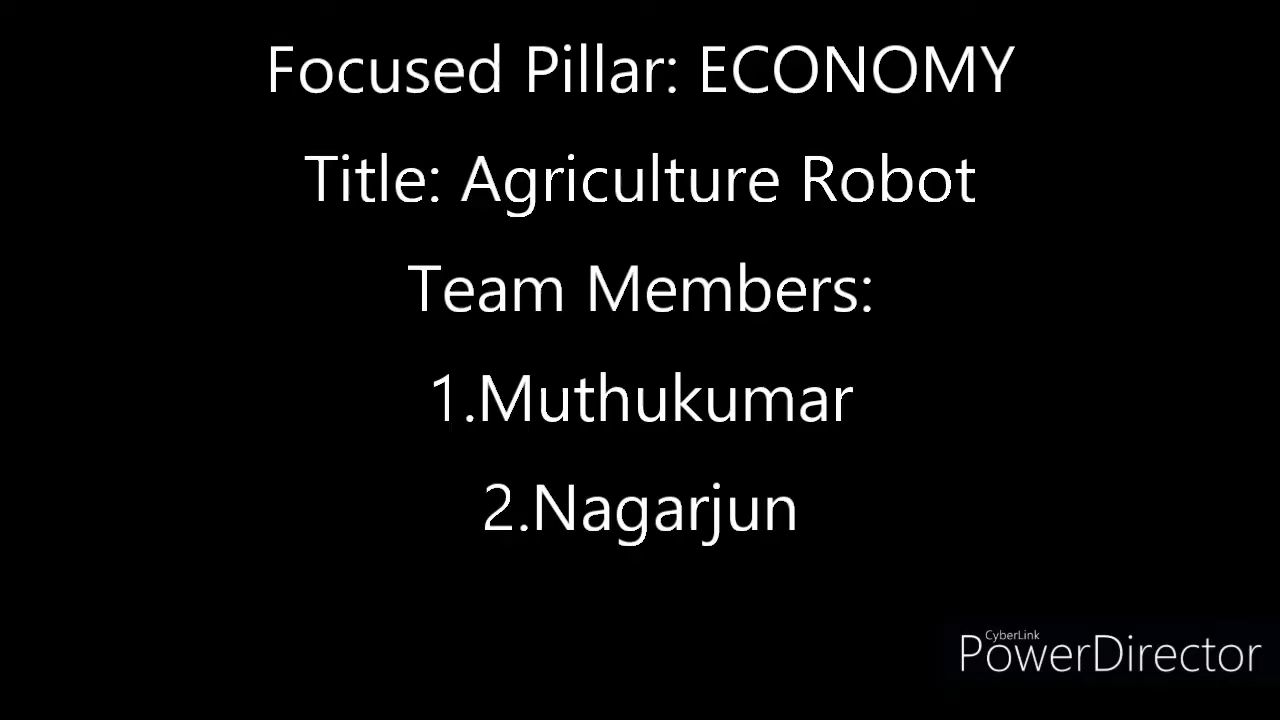 Focused Pillar: ECONOMY
Title: Agriculture Robot
Team Members:
1.Muthukumar
2.Nagarjun
CyberLink
PowerDirector